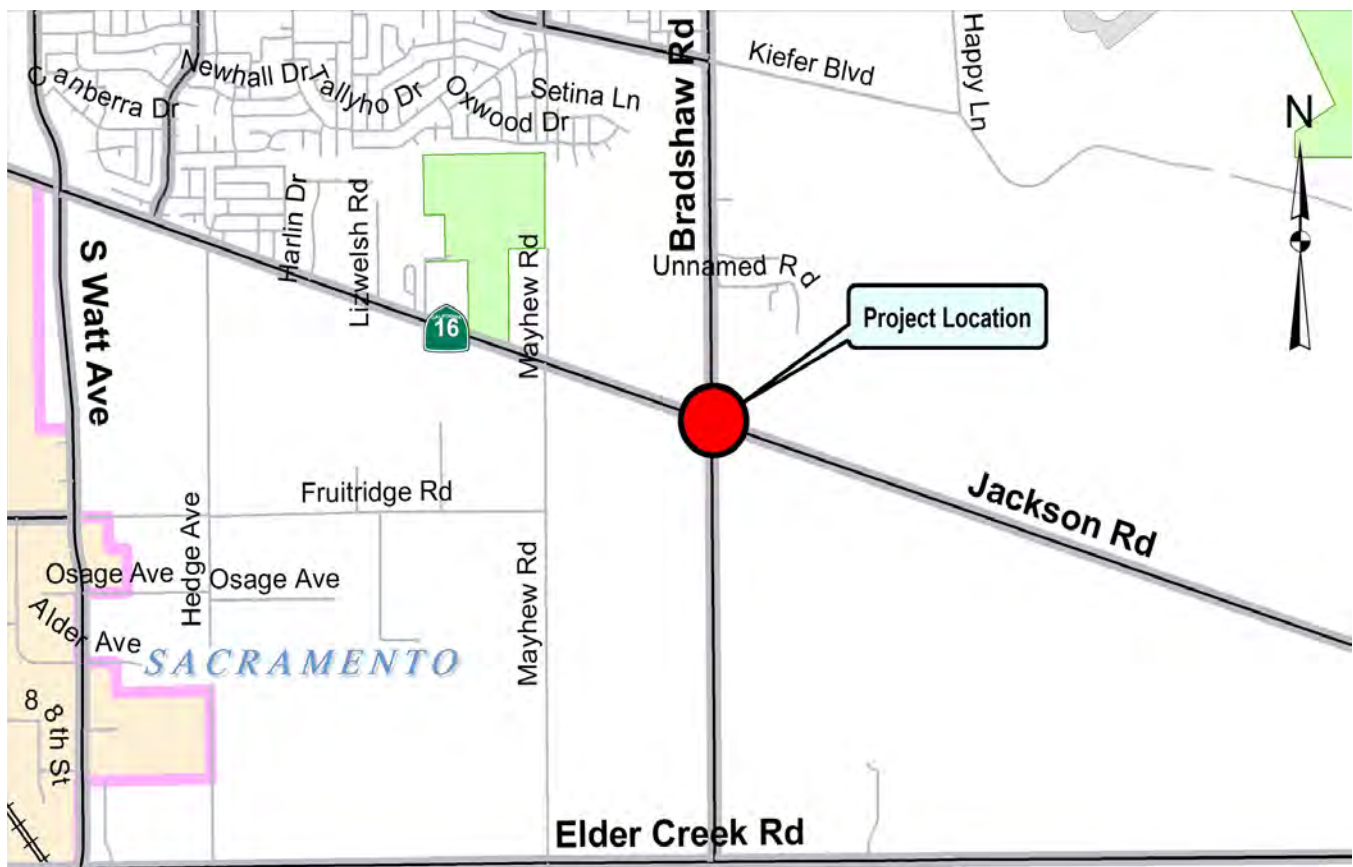 Canberra Dr
Newhall Dr
Tallyho Dr
Oxwood Dr
Setina Ln
Bradshaw Rd
Kiefer Blvd
Happy Ln
N
S Watt Ave
Harlin Dr
Lizwelsh Rd
CALIFORNIA
16
Mayhew Rd
Unnamed Rd
Project Location
Fruitridge Rd
Jackson Rd
Hedge Ave
Osage Ave
Osage Ave
Alder Ave
Mayhew Rd
SACRAMENTO
88th St
Elder Creek Rd